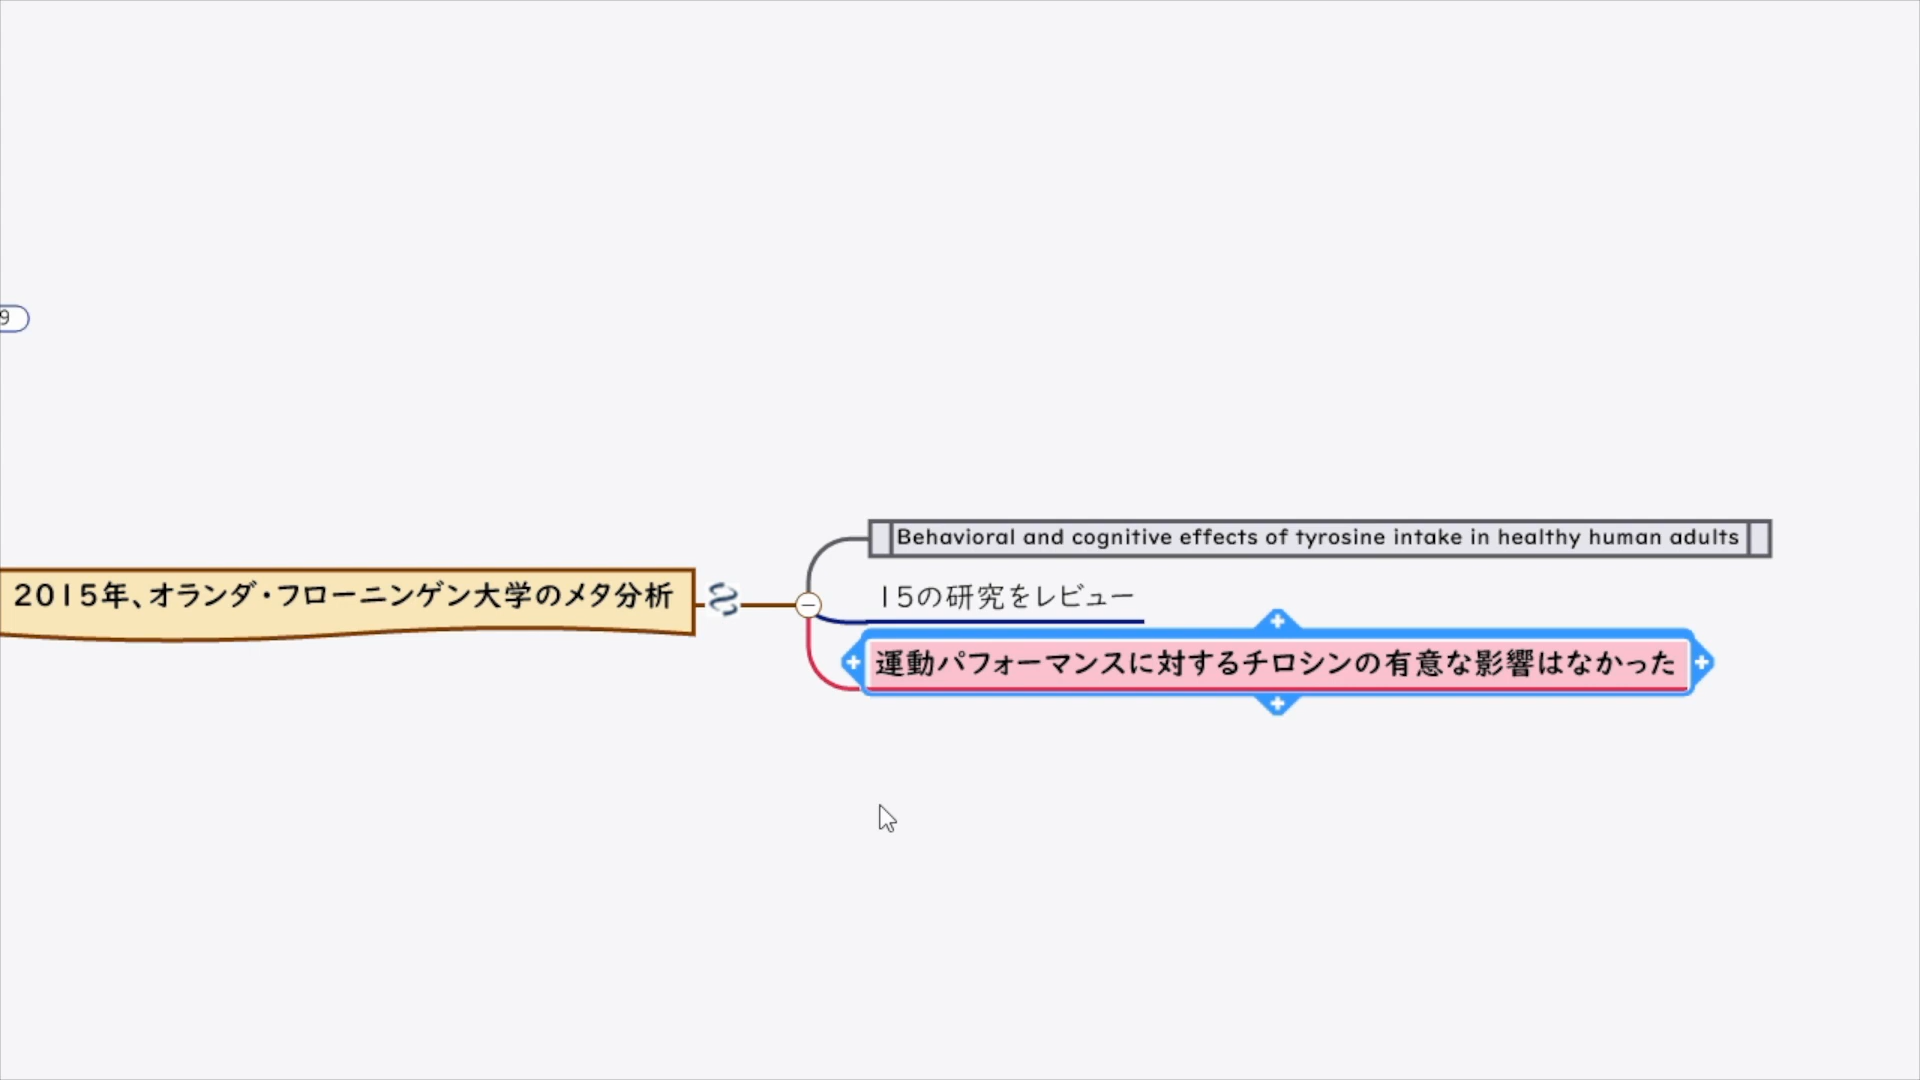 9
Behavioral and cognitive effects of tyrosine intake in healthy human adults
2015年、オランダ・フローニンゲン大学のメタ分析
15の研究をレビュー
運動パフォーマンスに対するチロシンの有意な影響はなかった